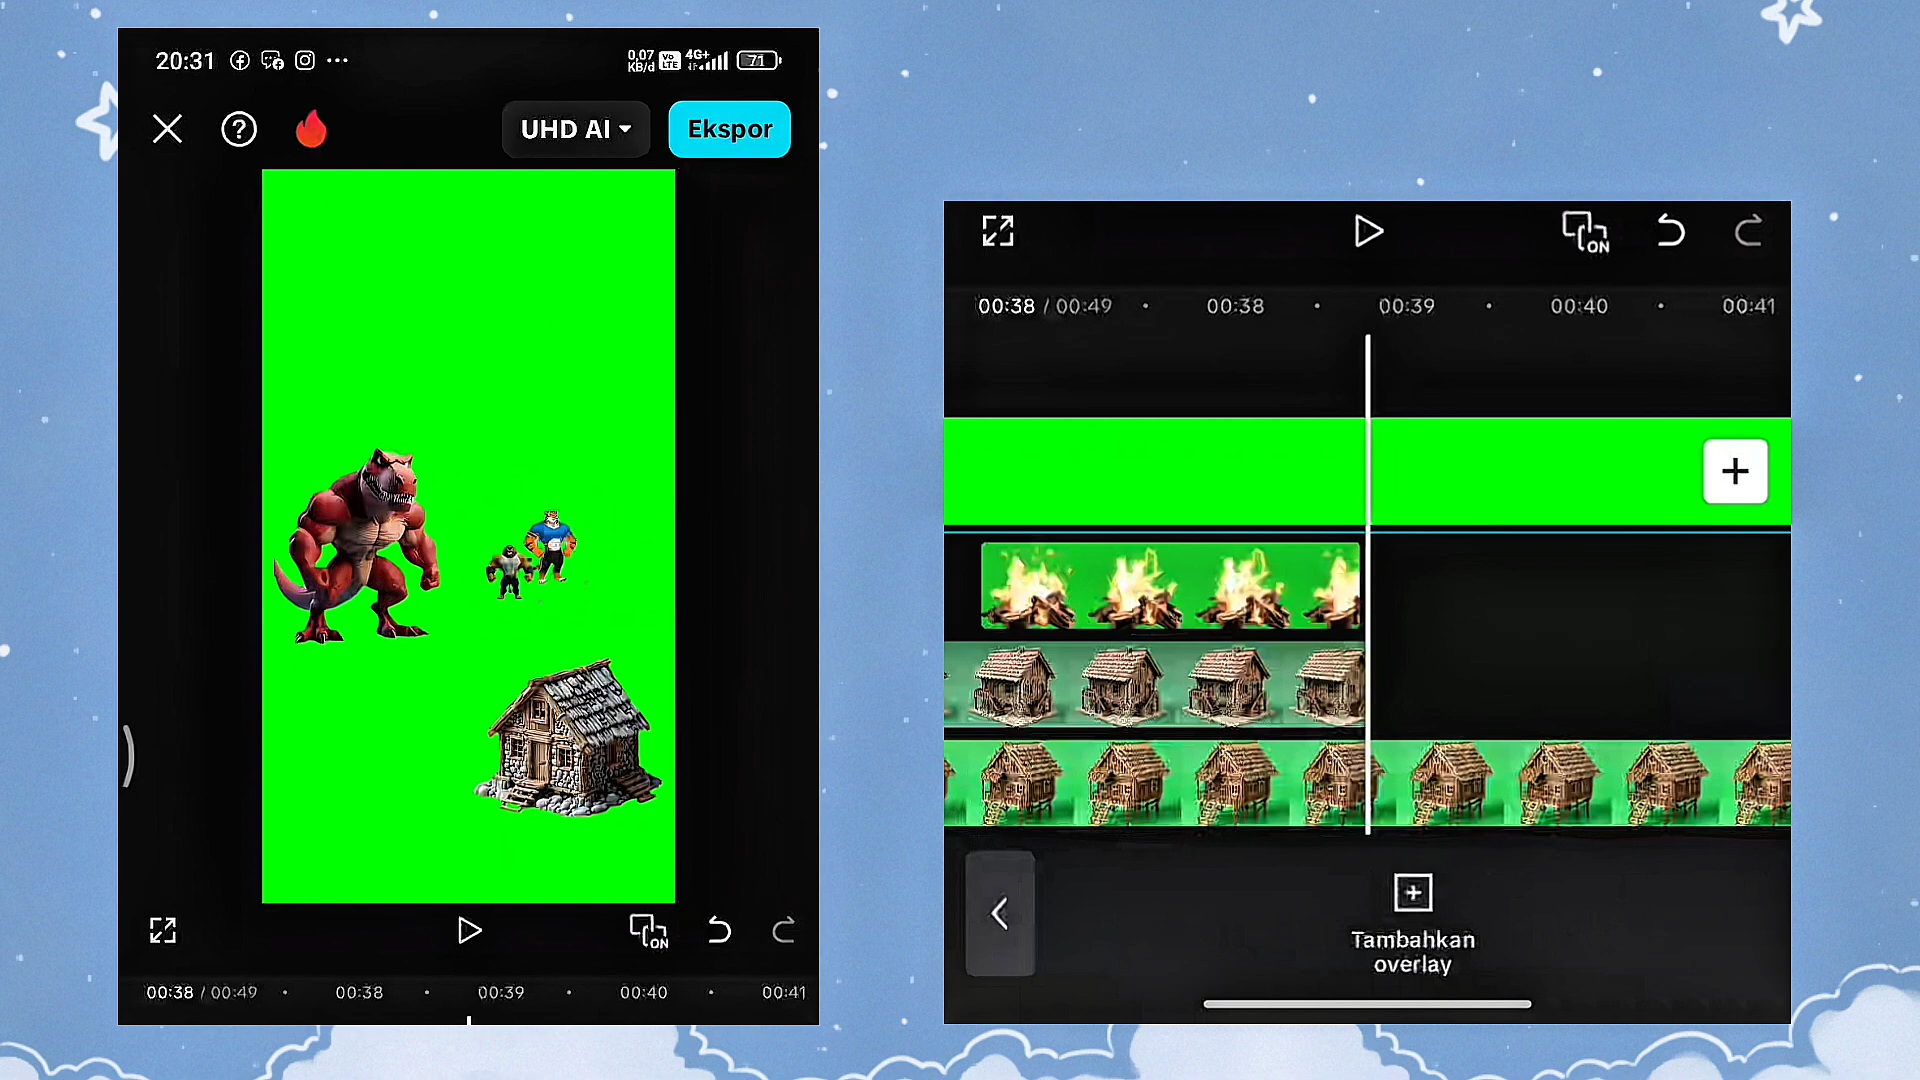 20:31
0,07 KB/d
Vo LTE
4G+
71
UHD AI
Ekspor
ON
00:38 / 00:49
00:38
00:39
00:40
00:41
ON
00:38 / 00:49
00:38
00:39
00:40
00:41
Tambahkan
overlay